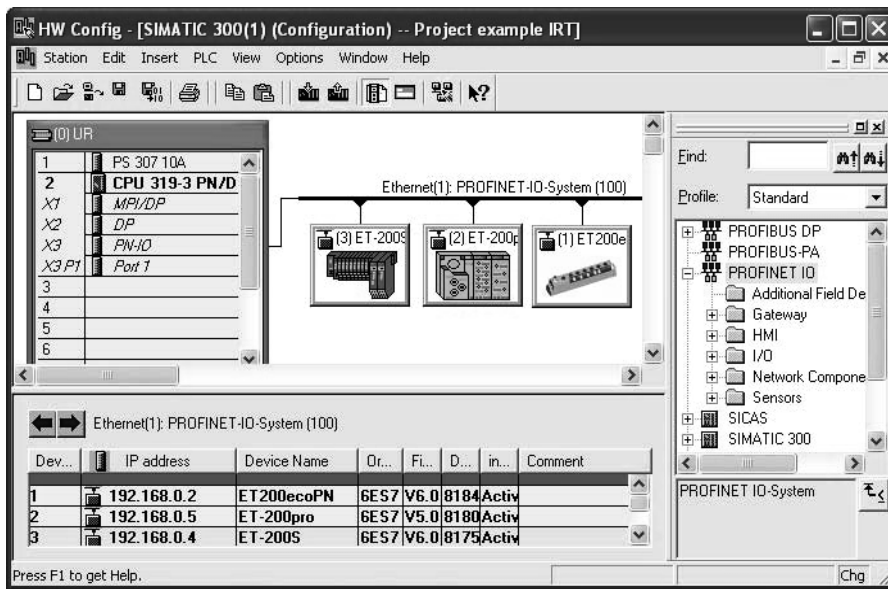 HW Config - [SIMATIC 300(1) (Configuration) -- Project example IRT]
Station Edit Insert PLC View Options Window Help
(0) UR
1 PS 307 10A
2 CPU 319-3 PN/D
X1 MPI/DP
X2 DP
X3 PN-IO
X3 P1 Port 1
3
4
5
6
Ethernet(1): PROFINET-IO-System (100)
(3) ET-200S
(2) ET-200p
(1) ET200e
Find:
Profile: Standard
PROFIBUS DP
PROFIBUS-PA
PROFINET IO
Additional Field De
Gateway
HMI
I/O
Network Compone
Sensors
SICAS
SIMATIC 300
PROFINET IO-System
Ethernet(1): PROFINET-IO-System (100)
Dev... IP address Device Name Or... Fi... D... in... Comment
1 192.168.0.2 ET200ecoPN 6ES7 V6.0 8184 Activ
2 192.168.0.5 ET-200pro 6ES7 V5.0 8180 Activ
3 192.168.0.4 ET-200S 6ES7 V6.0 8175 Activ
Press F1 to get Help.
Chg